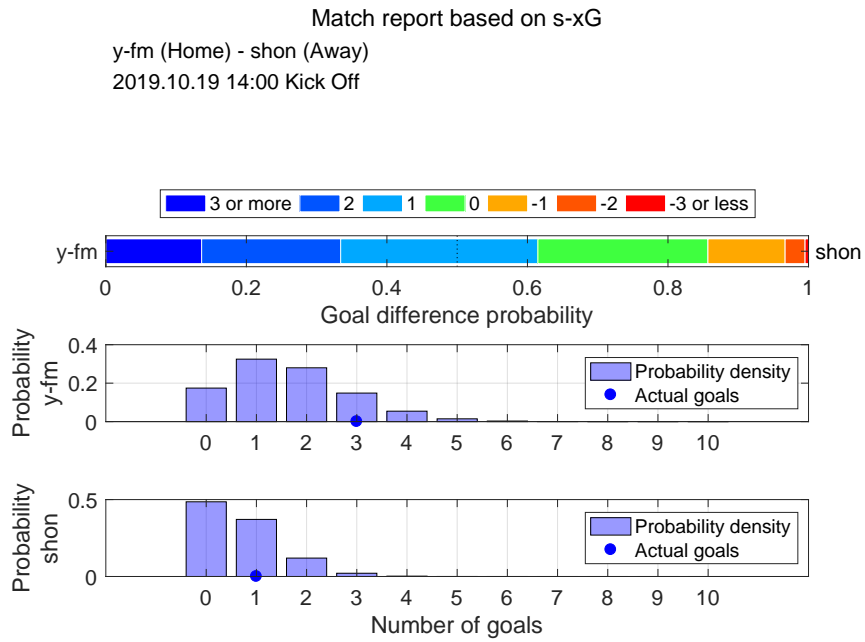 Match report based on s-xG
y-fm (Home) - shon (Away)
2019.10.19 14:00 Kick Off
3 or more 2 1 0 -1 -2 -3 or less
y-fm shon
0 0.2 0.4 0.6 0.8 1
Goal difference probability
Probability
y-fm
0.4
0.2
0
Probability density
Actual goals
0 1 2 3 4 5 6 7 8 9 10
Probability
shon
0.5
0
Probability density
Actual goals
0 1 2 3 4 5 6 7 8 9 10
Number of goals